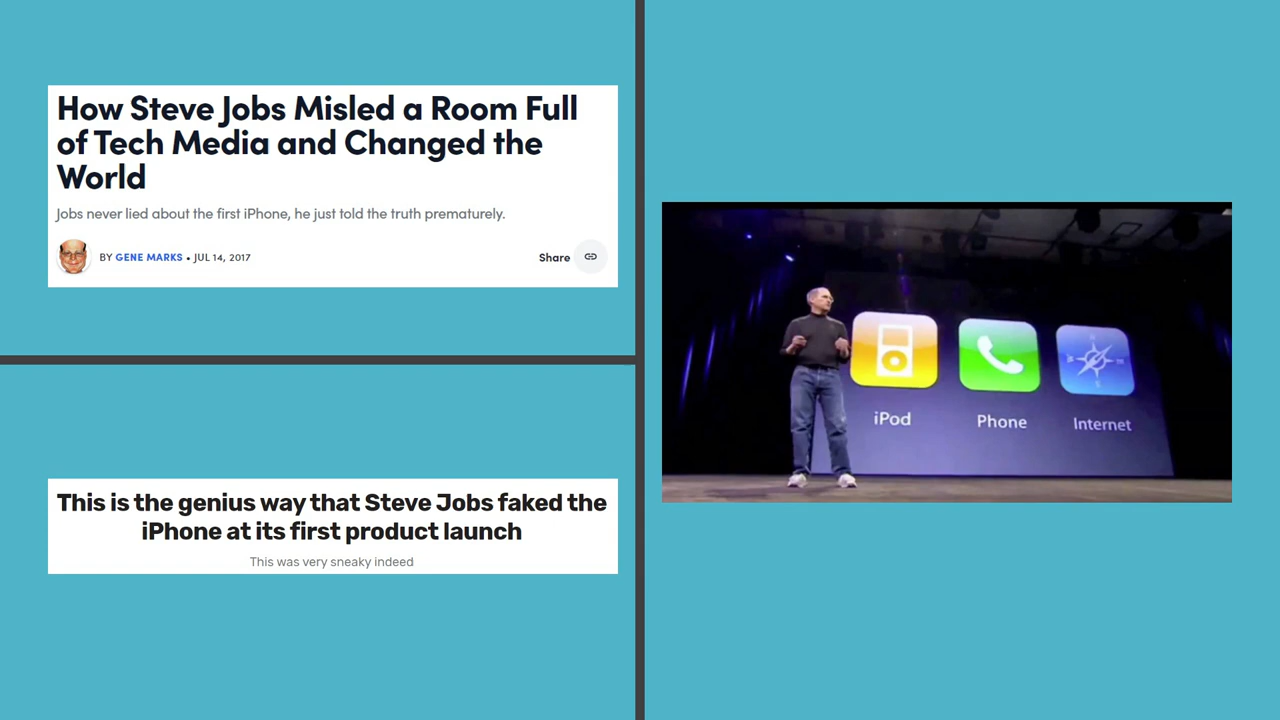 How Steve Jobs Misled a Room Full
of Tech Media and Changed the
World
Jobs never lied about the first iPhone, he just told the truth prematurely.
BY GENE MARKS • JUL 14, 2017
Share
This is the genius way that Steve Jobs faked the
iPhone at its first product launch
This was very sneaky indeed
iPod
Phone
Internet